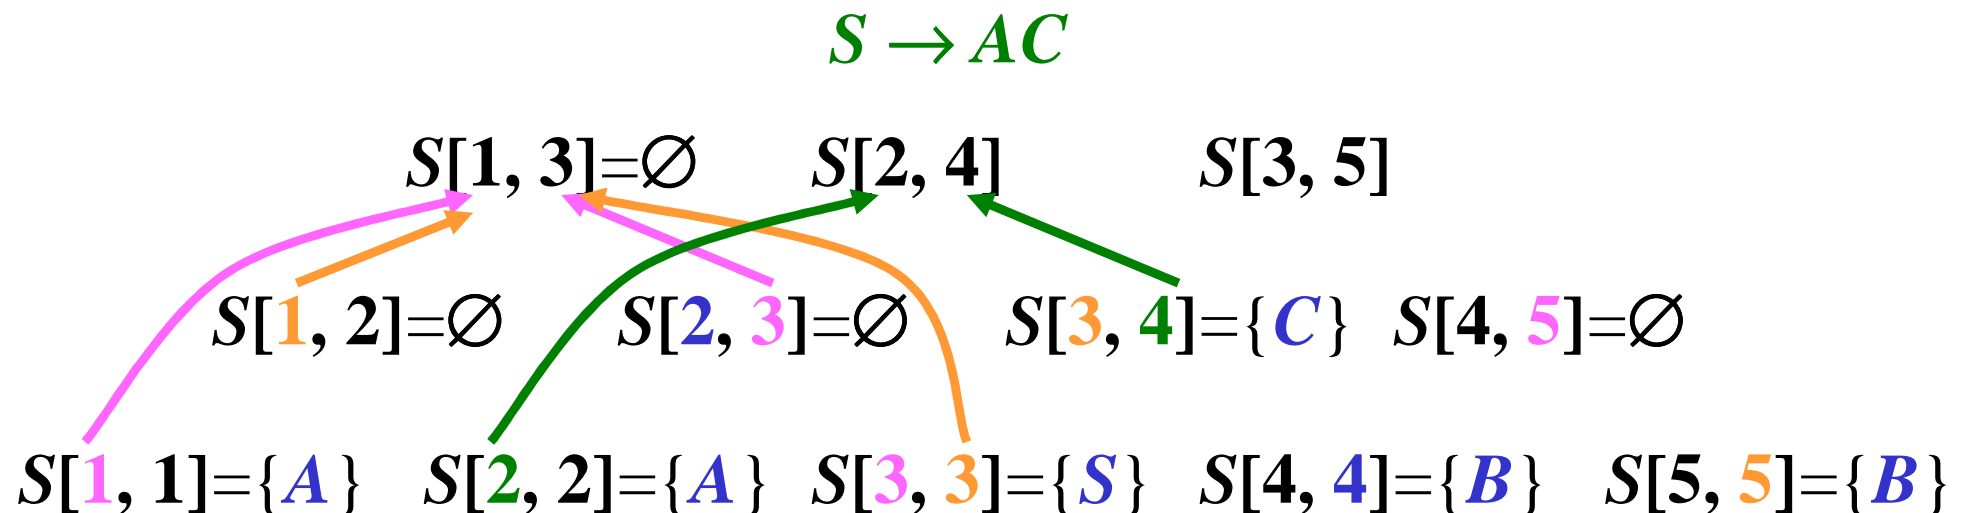 S → AC
S[1, 3]=∅ S[2, 4] S[3, 5]
S[1, 2]=∅ S[2, 3]=∅ S[3, 4]={C} S[4, 5]=∅
S[1, 1]={A} S[2, 2]={A} S[3, 3]={S} S[4, 4]={B} S[5, 5]={B}